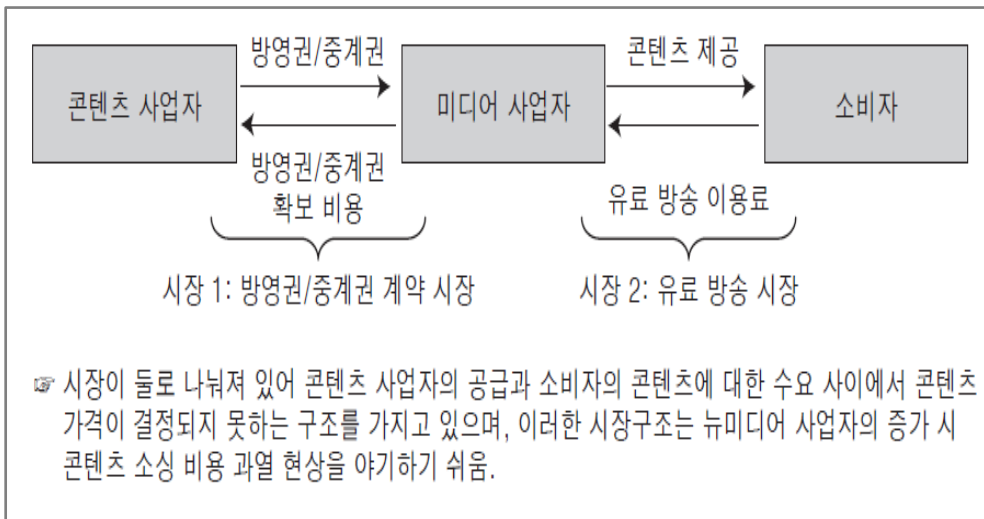 방영권/중계권
콘텐츠 제공
콘텐츠 사업자
미디어 사업자
소비자
방영권/중계권
확보 비용
유료 방송 이용료
시장 1: 방영권/중계권 계약 시장
시장 2: 유료 방송 시장
☞ 시장이 둘로 나눠져 있어 콘텐츠 사업자의 공급과 소비자의 콘텐츠에 대한 수요 사이에서 콘텐츠
가격이 결정되지 못하는 구조를 가지고 있으며, 이러한 시장구조는 뉴미디어 사업자의 증가 시
콘텐츠 소싱 비용 과열 현상을 야기하기 쉬움.